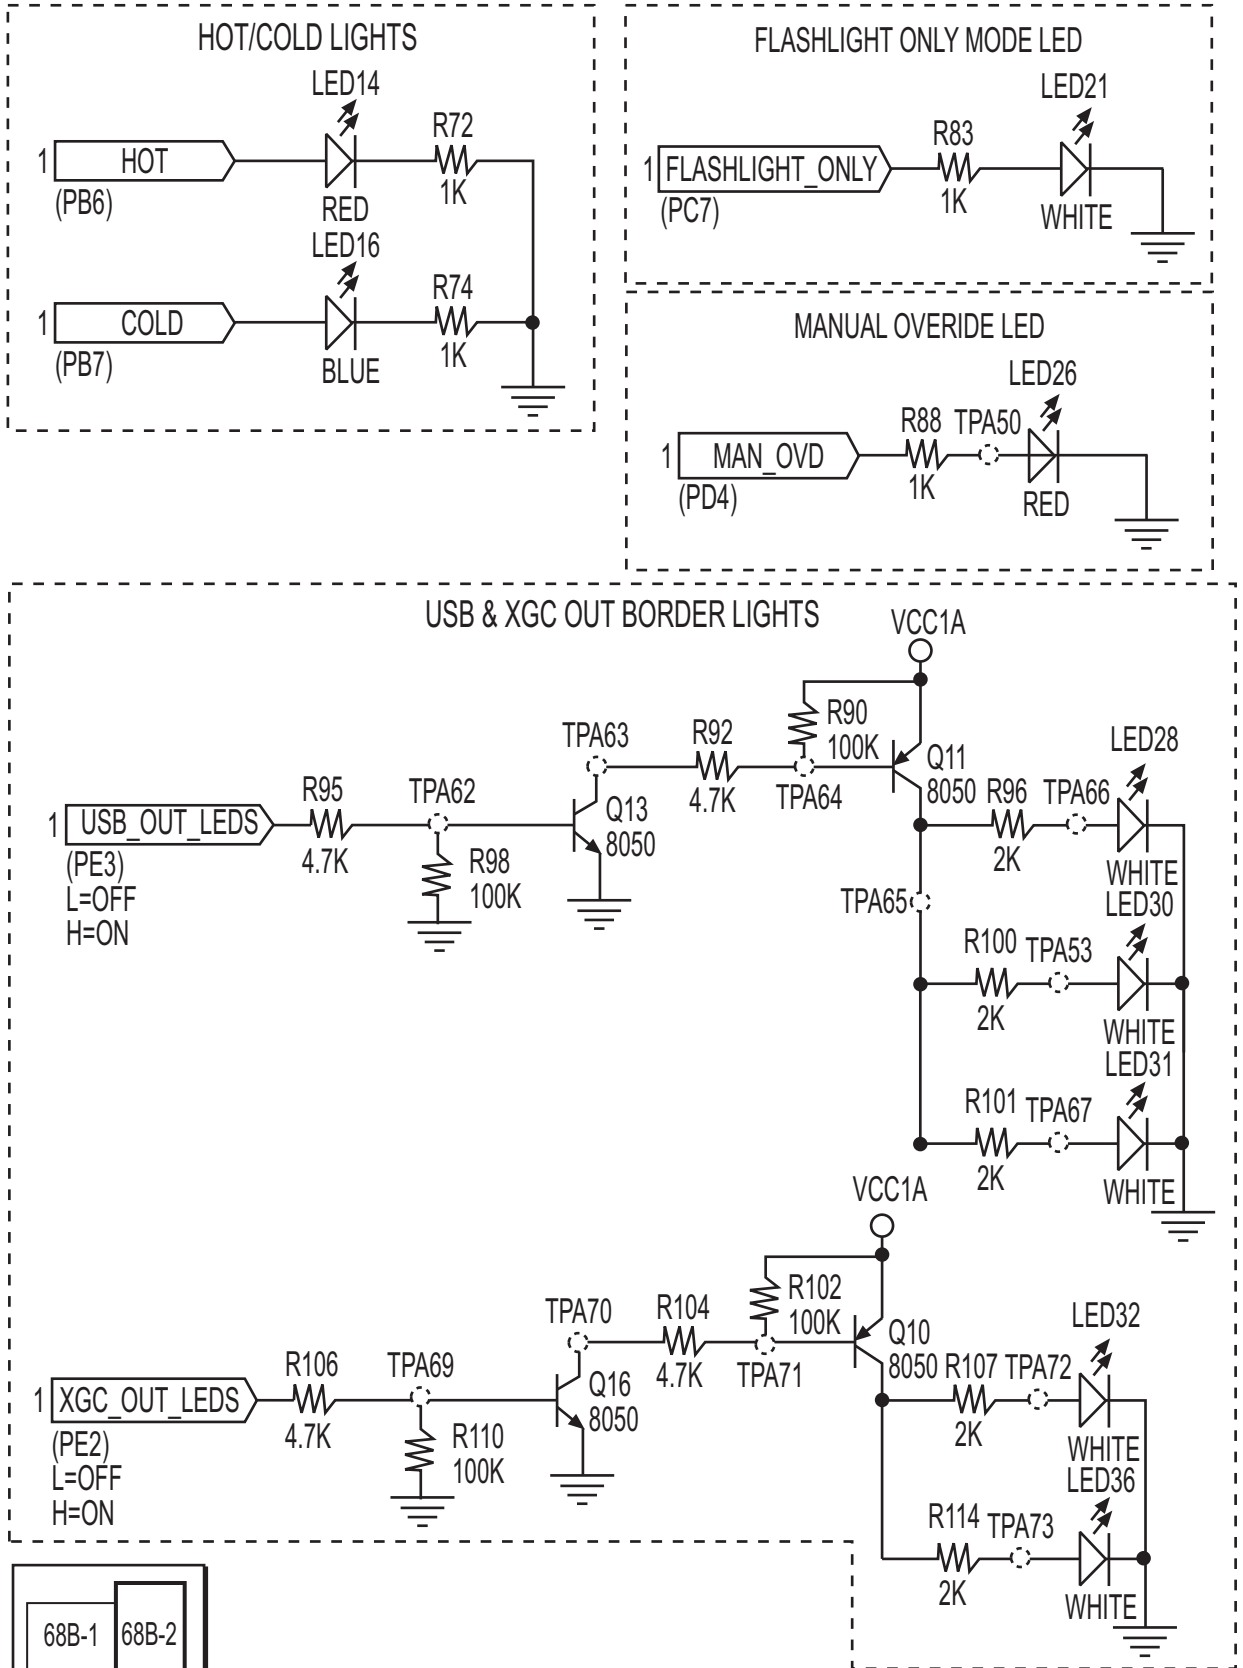 HOT/COLD LIGHTS
LED14
R72
1 HOT
1K
(PB6)
RED
LED16
R74
1 COLD
1K
(PB7)
BLUE
FLASHLIGHT ONLY MODE LED
LED21
R83
1 FLASHLIGHT_ONLY
1K
(PC7)
WHITE
MANUAL OVERIDE LED
LED26
R88 TPA50
1 MAN_OVD
1K
(PD4)
RED
USB & XGC OUT BORDER LIGHTS
VCC1A
R90
100K
TPA63
R92
4.7K
TPA64
Q11
8050
LED28
R95
TPA62
Q13
8050
R96 TPA66
2K
1 USB_OUT_LEDS
4.7K
(PE3)
L=OFF
H=ON
R98
100K
WHITE
TPA65
LED30
R100 TPA53
2K
WHITE
LED31
R101 TPA67
2K
WHITE
VCC1A
R102
100K
TPA70
R104
4.7K
TPA71
Q10
8050
LED32
R106
TPA69
Q16
8050
R107 TPA72
2K
1 XGC_OUT_LEDS
4.7K
(PE2)
L=OFF
H=ON
R110
100K
WHITE
LED36
R114 TPA73
2K
WHITE
68B-1 68B-2